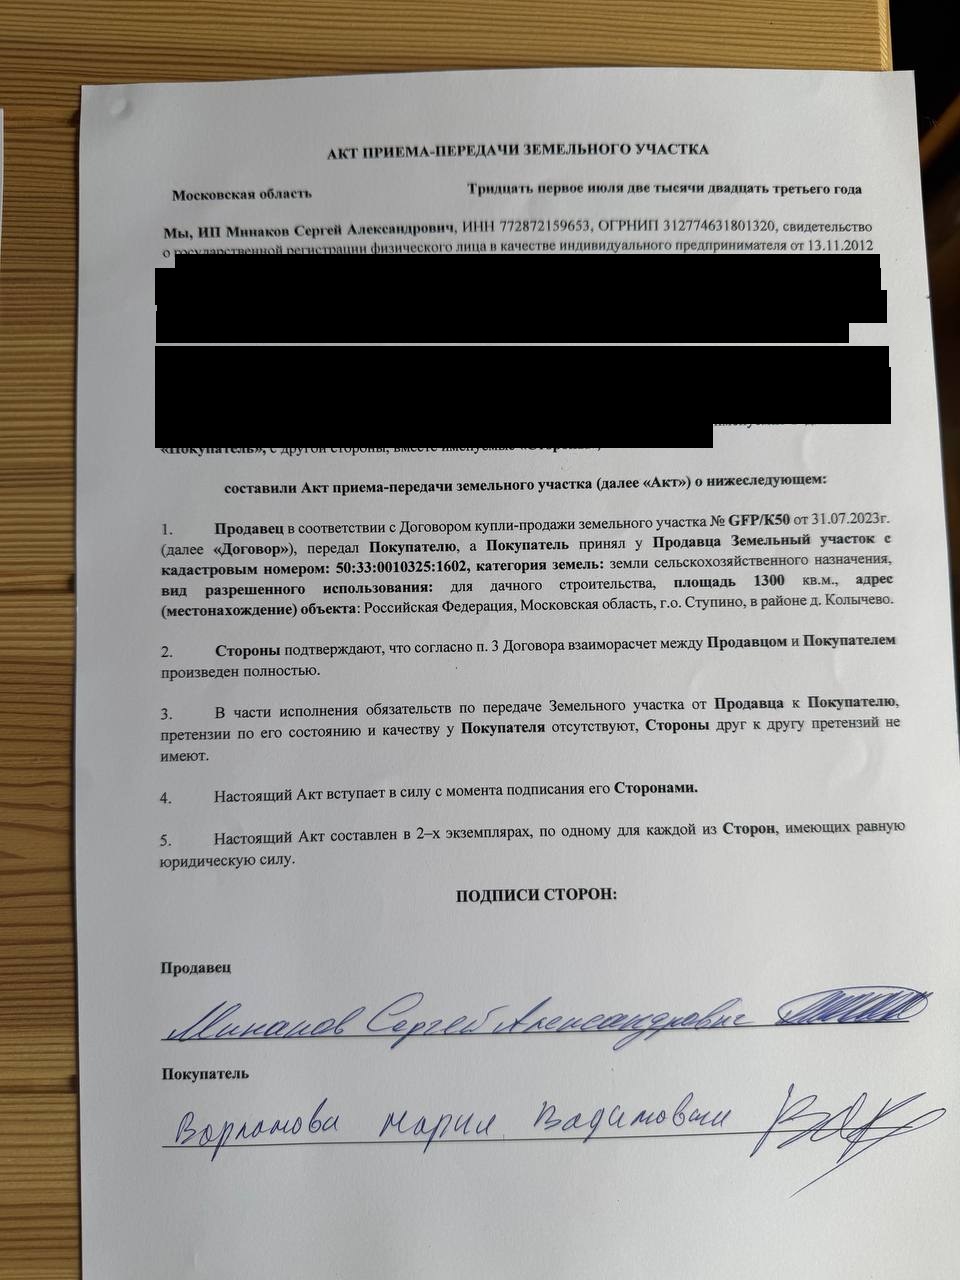 АКТ ПРИЕМА-ПЕРЕДАЧИ ЗЕМЕЛЬНОГО УЧАСТКА
Московская область Тридцать первое июля две тысячи двадцать третьего года
Мы, ИП Минаков Сергей Александрович, ИНН 772872159653, ОГРНИП 312774631801320, свидетельство
о государственной регистрации физического лица в качестве индивидуального предпринимателя от 13.11.2012
«Покупатель», с другой стороны, вместе именуемые
составили Акт приема-передачи земельного участка (далее «Акт») о нижеследующем:
1. Продавец в соответствии с Договором купли-продажи земельного участка № GFP/K50 от 31.07.2023г.
(далее «Договор»), передал Покупателю, а Покупатель принял у Продавца Земельный участок с
кадастровым номером: 50:33:0010325:1602, категория земель: земли сельскохозяйственного назначения,
вид разрешенного использования: для дачного строительства, площадь 1300 кв.м., адрес
(местонахождение) объекта: Российская Федерация, Московская область, г.о. Ступино, в районе д. Колычево.
2. Стороны подтверждают, что согласно п. 3 Договора взаиморасчет между Продавцом и Покупателем
произведен полностью.
3. В части исполнения обязательств по передаче Земельного участка от Продавца к Покупателю,
претензии по его состоянию и качеству у Покупателя отсутствуют, Стороны друг к другу претензий не
имеют.
4. Настоящий Акт вступает в силу с момента подписания его Сторонами.
5. Настоящий Акт составлен в 2–х экземплярах, по одному для каждой из Сторон, имеющих равную
юридическую силу.
ПОДПИСИ СТОРОН:
Продавец
Минаков Сергей Александрович
Покупатель
Мария Вадимовна